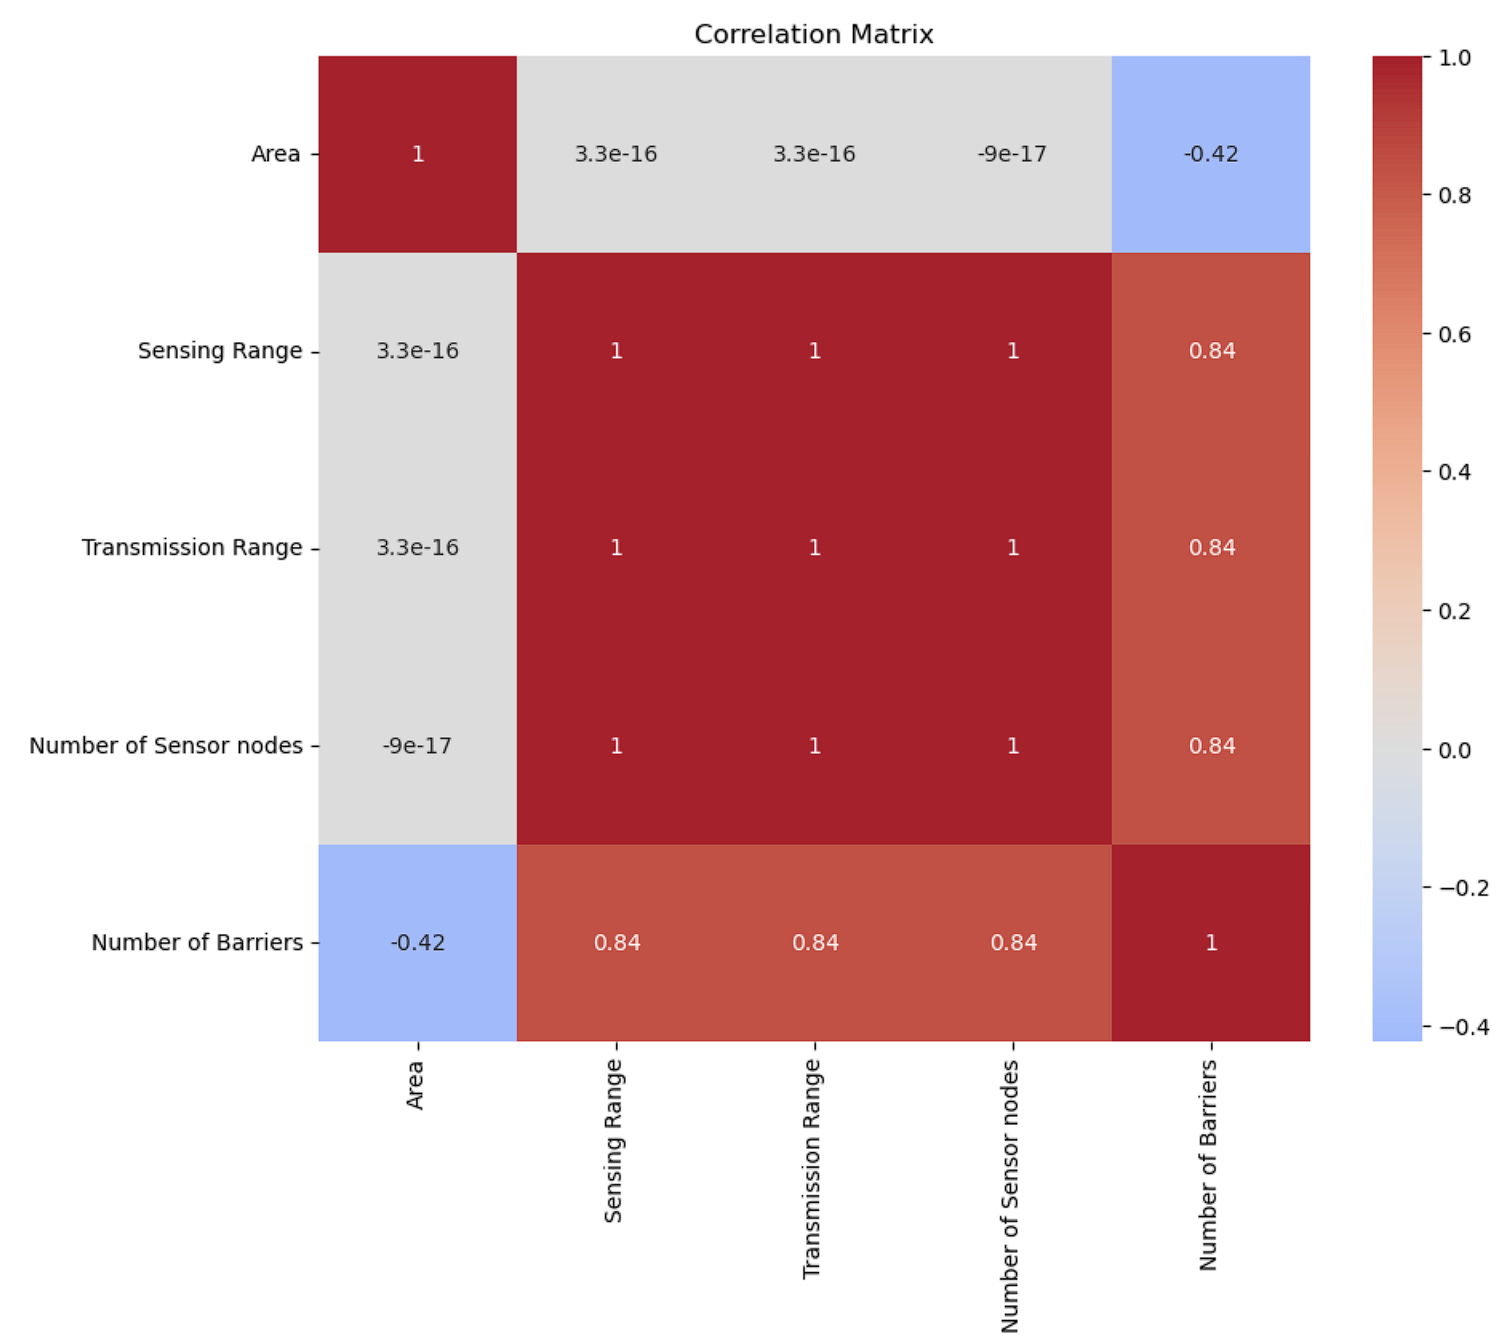 Correlation Matrix
Area 1 3.3e-16 3.3e-16 -9e-17 -0.42
Sensing Range 3.3e-16 1 1 1 0.84
Transmission Range 3.3e-16 1 1 1 0.84
Number of Sensor nodes -9e-17 1 1 1 0.84
Number of Barriers -0.42 0.84 0.84 0.84 1
Area
Sensing Range
Transmission Range
Number of Sensor nodes
Number of Barriers
1.0
0.8
0.6
0.4
0.2
0.0
−0.2
−0.4